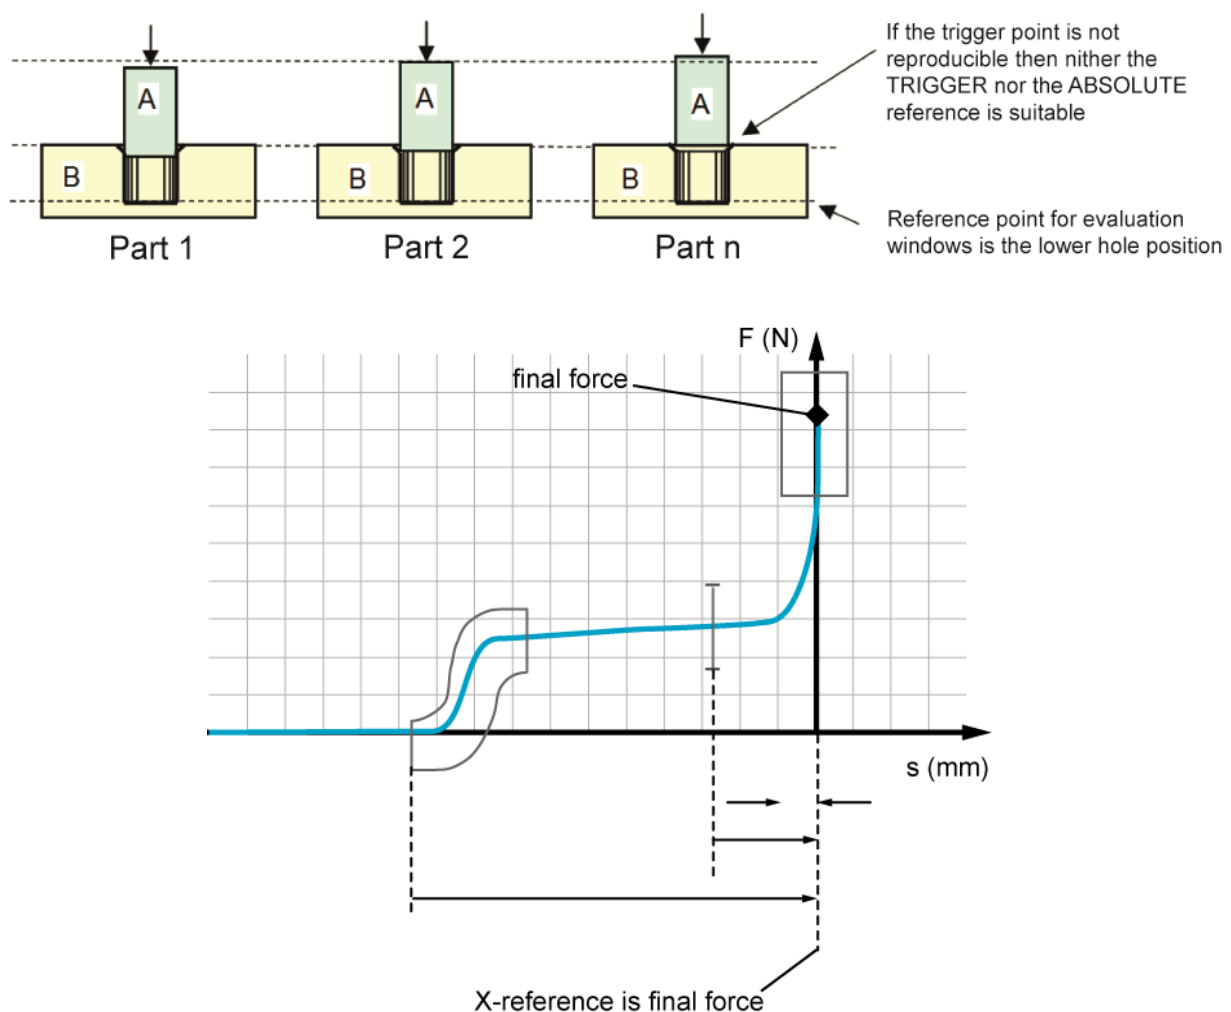 If the trigger point is not
reproducible then nither the
TRIGGER nor the ABSOLUTE
reference is suitable
A
A
A
B
B
B
Reference point for evaluation
windows is the lower hole position
Part 1
Part 2
Part n
F (N)
final force
s (mm)
X-reference is final force